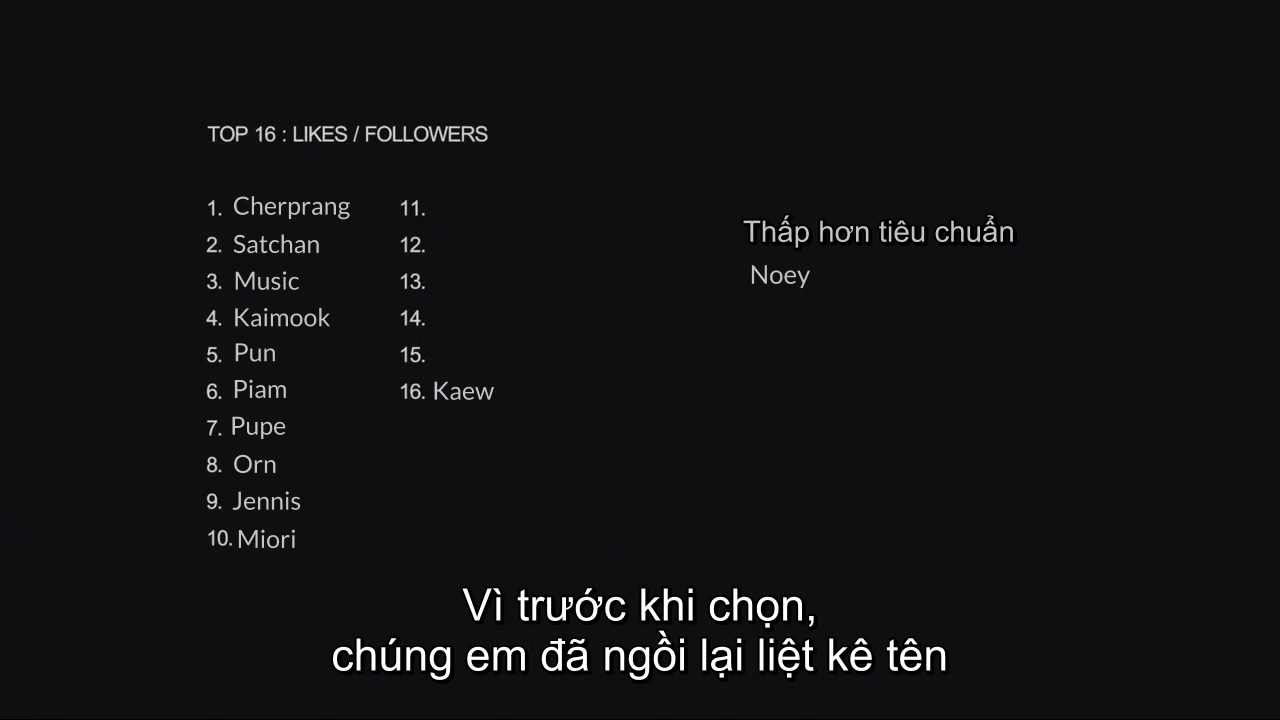 TOP 16 : LIKES / FOLLOWERS
1. Cherprang
2. Satchan
3. Music
4. Kaimook
5. Pun
6. Piam
7. Pupe
8. Orn
9. Jennis
10. Miori
11.
12.
13.
14.
15.
16. Kaew
Thấp hơn tiêu chuẩn
Noey
Vì trước khi chọn,
chúng em đã ngồi lại liệt kê tên